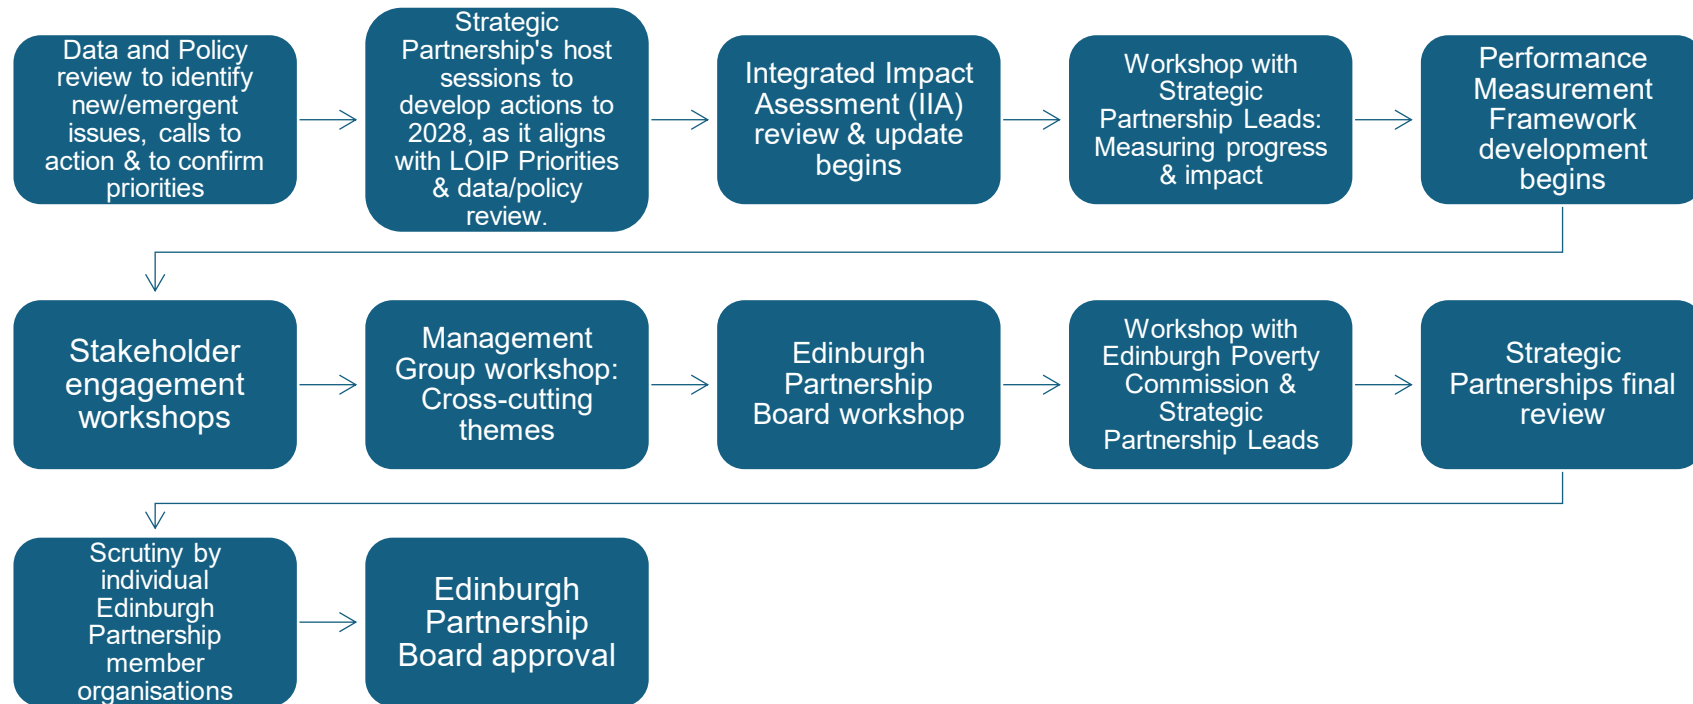 Data and Policy
review to identify
new/emergent
issues, calls to
action & to confirm
priorities
Strategic
Partnership's host
sessions to
develop actions to
2028, as it aligns
with LOIP Priorities
& data/policy
review.
Integrated Impact
Asessment (IIA)
review & update
begins
Workshop with
Strategic
Partnership Leads:
Measuring progress
& impact
Performance
Measurement
Framework
development
begins
Stakeholder
engagement
workshops
Management
Group workshop:
Cross-cutting
themes
Edinburgh
Partnership
Board workshop
Workshop with
Edinburgh Poverty
Commission &
Strategic
Partnership Leads
Strategic
Partnerships final
review
Scrutiny by
individual
Edinburgh
Partnership
member
organisations
Edinburgh
Partnership
Board approval